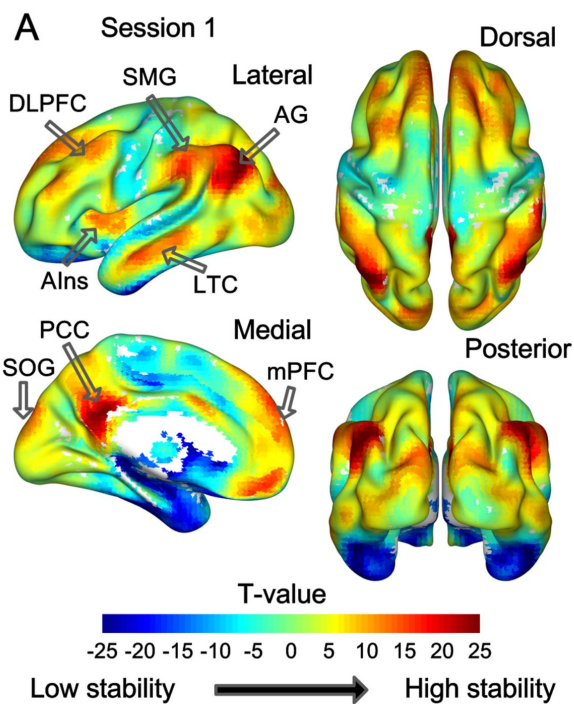 A
Session 1
Dorsal
SMG
Lateral
DLPFC
AG
AIns
LTC
PCC
Medial
Posterior
SOG
mPFC
T-value
-25 -20 -15 -10 -5 0 5 10 15 20 25
Low stability
High stability